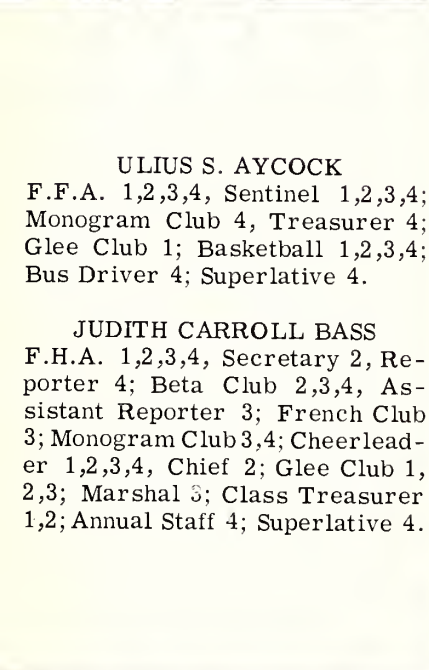 ULIUS S. AYCOCK
F.F.A. 1,2,3,4, Sentinel 1,2,3,4;
Monogram Club 4, Treasurer 4;
Glee Club 1; Basketball 1,2,3,4;
Bus Driver 4; Superlative 4.
JUDITH CARROLL BASS
F.H.A. 1,2,3,4, Secretary 2, Re-
porter 4; Beta Club 2,3,4, As-
sistant Reporter 3; French Club
3; Monogram Club 3,4; Cheerlead-
er 1,2,3,4, Chief 2; Glee Club 1,
2,3; Marshal 3; Class Treasurer
1,2; Annual Staff 4; Superlative 4.